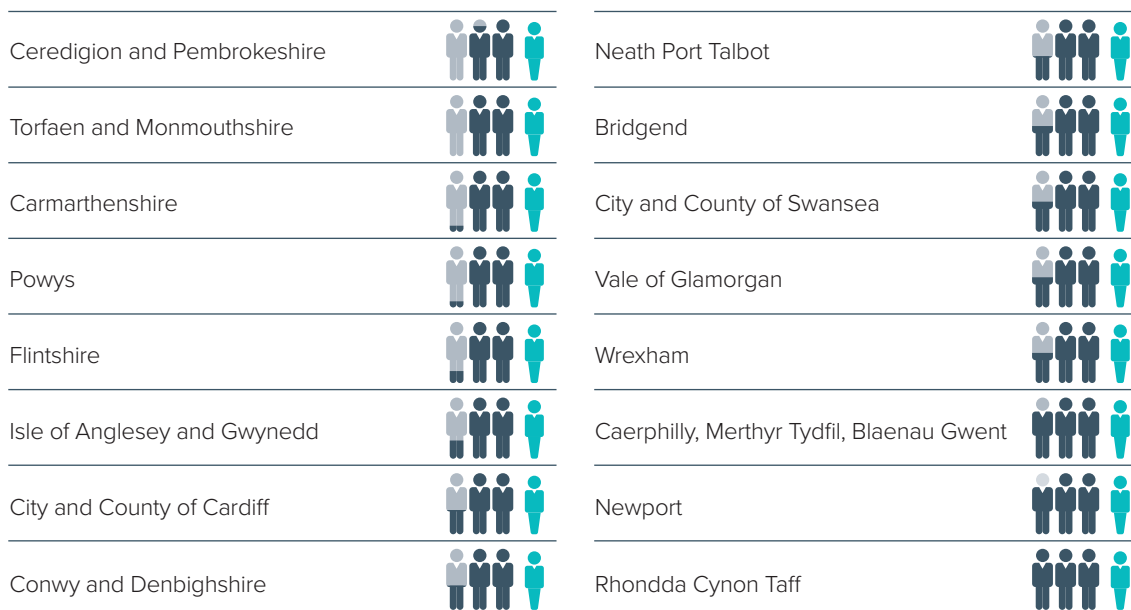 Ceredigion and Pembrokeshire
Torfaen and Monmouthshire
Carmarthenshire
Powys
Flintshire
Isle of Anglesey and Gwynedd
City and County of Cardiff
Conwy and Denbighshire
Neath Port Talbot
Bridgend
City and County of Swansea
Vale of Glamorgan
Wrexham
Caerphilly, Merthyr Tydfil, Blaenau Gwent
Newport
Rhondda Cynon Taff